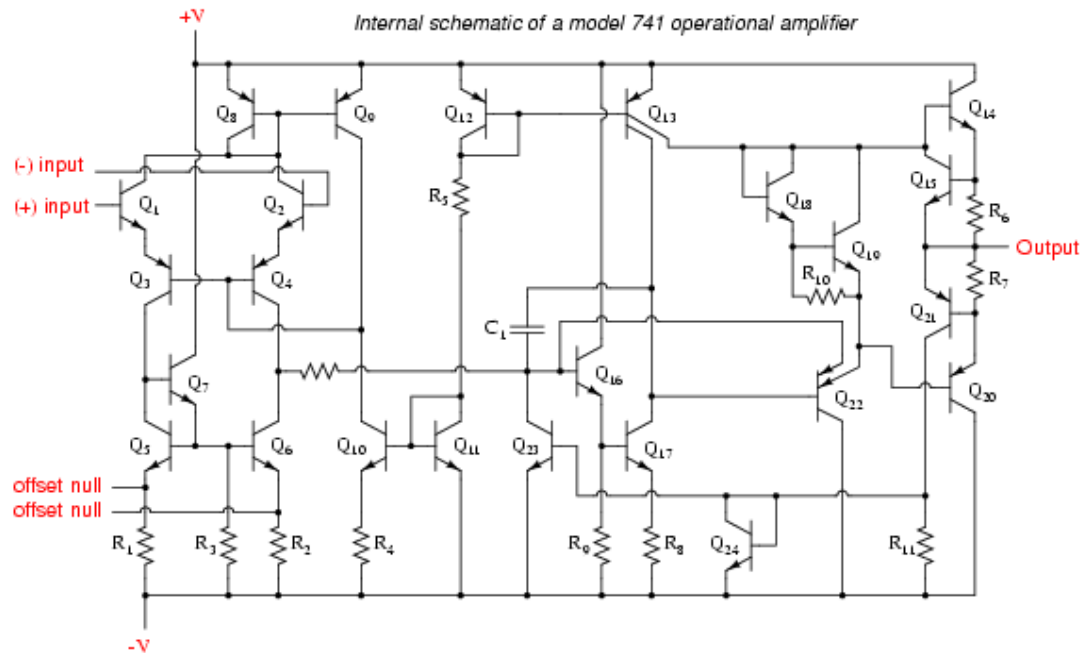 Internal schematic of a model 741 operational amplifier
+V
Q8
Q9
Q12
Q13
Q14
(-) input
(+) input
Q1
Q2
R5
Q18
Q15
R6
Q19
Output
Q3
Q4
R10
R7
C1
Q21
Q7
Q16
Q22
Q20
Q5
Q6
Q10
Q11
Q23
Q17
offset null
offset null
R1
R3
R2
R4
R9
R8
Q24
R11
-V